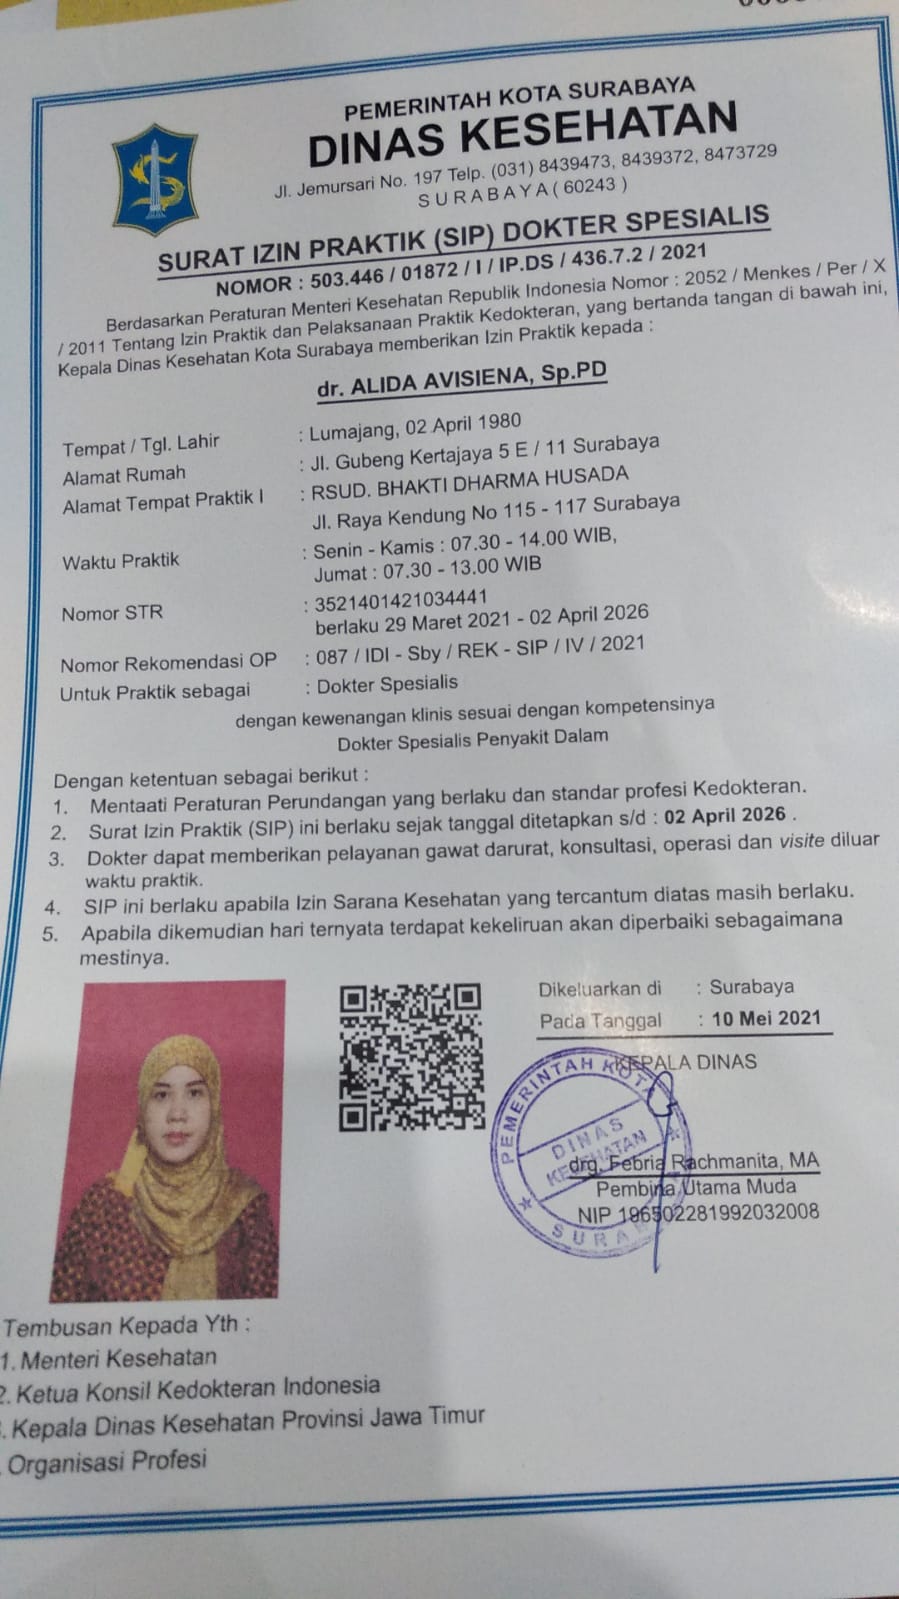 PEMERINTAH KOTA SURABAYA
DINAS KESEHATAN
Jl. Jemursari No. 197 Telp. (031) 8439473, 8439372, 8473729
S U R A B A Y A ( 60243 )
SURAT IZIN PRAKTIK (SIP) DOKTER SPESIALIS
NOMOR : 503.446 / 01872 / I / IP.DS / 436.7.2 / 2021
Berdasarkan Peraturan Menteri Kesehatan Republik Indonesia Nomor : 2052 / Menkes / Per / X
/ 2011 Tentang Izin Praktik dan Pelaksanaan Praktik Kedokteran, yang bertanda tangan di bawah ini,
Kepala Dinas Kesehatan Kota Surabaya memberikan Izin Praktik kepada :
dr. ALIDA AVISIENA, Sp.PD
Tempat / Tgl. Lahir : Lumajang, 02 April 1980
Alamat Rumah : Jl. Gubeng Kertajaya 5 E / 11 Surabaya
Alamat Tempat Praktik I : RSUD. BHAKTI DHARMA HUSADA
Jl. Raya Kendung No 115 - 117 Surabaya
Waktu Praktik : Senin - Kamis : 07.30 - 14.00 WIB,
Jumat : 07.30 - 13.00 WIB
Nomor STR : 3521401421034441
berlaku 29 Maret 2021 - 02 April 2026
Nomor Rekomendasi OP : 087 / IDI - Sby / REK - SIP / IV / 2021
Untuk Praktik sebagai : Dokter Spesialis
dengan kewenangan klinis sesuai dengan kompetensinya
Dokter Spesialis Penyakit Dalam
Dengan ketentuan sebagai berikut :
1. Mentaati Peraturan Perundangan yang berlaku dan standar profesi Kedokteran.
2. Surat Izin Praktik (SIP) ini berlaku sejak tanggal ditetapkan s/d : 02 April 2026 .
3. Dokter dapat memberikan pelayanan gawat darurat, konsultasi, operasi dan visite diluar
waktu praktik.
4. SIP ini berlaku apabila Izin Sarana Kesehatan yang tercantum diatas masih berlaku.
5. Apabila dikemudian hari ternyata terdapat kekeliruan akan diperbaiki sebagaimana
mestinya.
Dikeluarkan di : Surabaya
Pada Tanggal : 10 Mei 2021
KEPALA DINAS
PEMERINTAH KOTA
DINAS
KESEHATAN
drg. Febria Rachmanita, MA
Pembina Utama Muda
NIP 196502281992032008
Tembusan Kepada Yth :
1. Menteri Kesehatan
2. Ketua Konsil Kedokteran Indonesia
. Kepala Dinas Kesehatan Provinsi Jawa Timur
. Organisasi Profesi